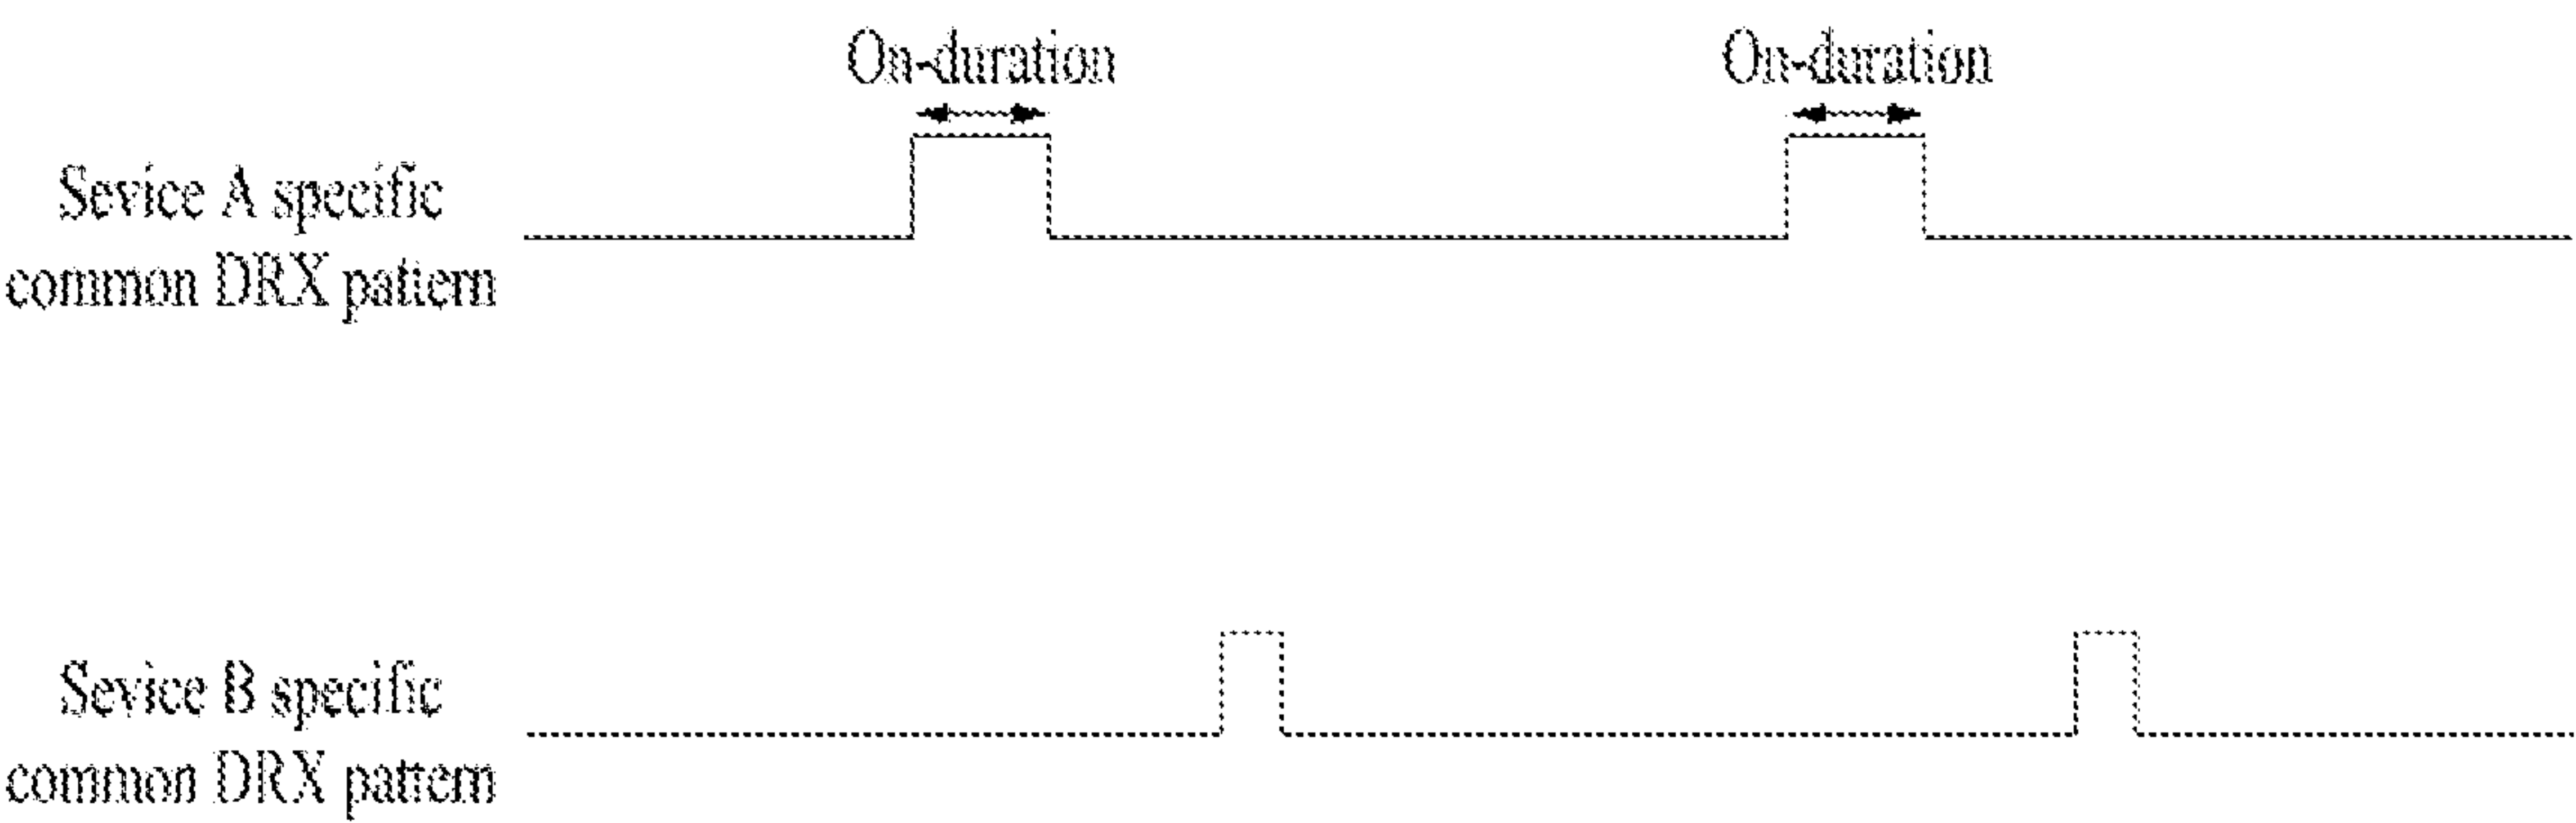 On-duration
On-duration
Sevice A specific
common DRX pattern
Sevice B specific
common DRX pattern